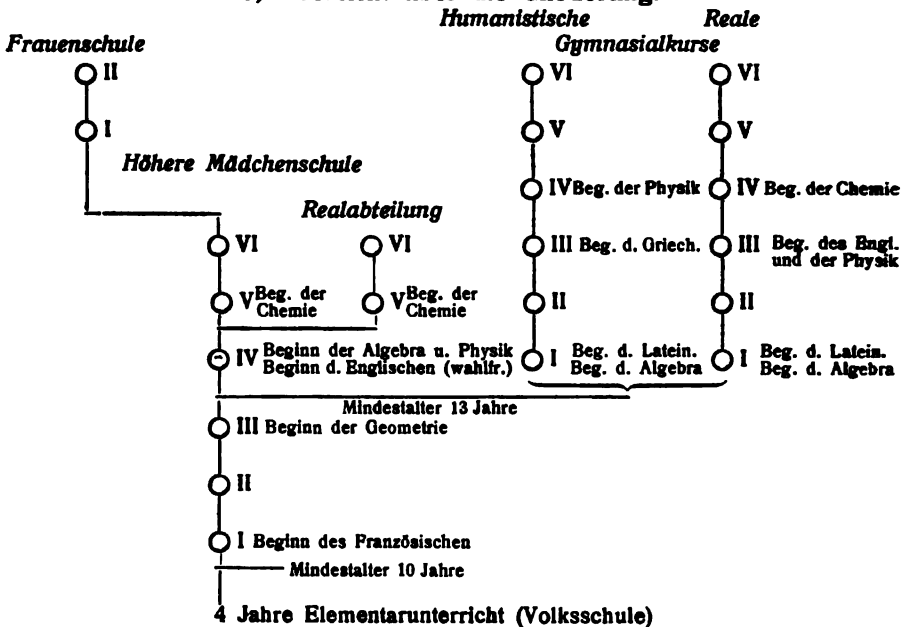 Humanistische Reale
Frauenschule Gymnasialkurse
II VI VI
I V V
Höhere Mädchenschule
IV Beg. der Physik IV Beg. der Chemie
Realabteilung
VI VI III Beg. d. Griech. III Beg. des Engl.
und der Physik
V Beg. der Chemie V Beg. der Chemie II II
IV Beginn der Algebra u. Physik I Beg. d. Latein. I Beg. d. Latein.
Beginn d. Englischen (wahlfr.) Beg. d. Algebra Beg. d. Algebra
Mindestalter 13 Jahre
III Beginn der Geometrie
II
I Beginn des Französischen
Mindestalter 10 Jahre
4 Jahre Elementarunterricht (Volksschule)